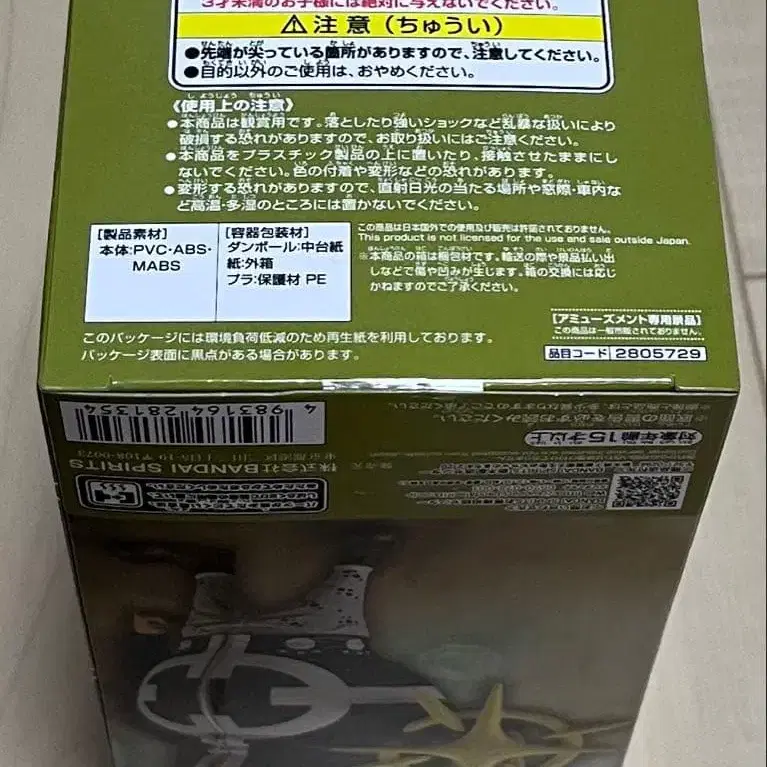 3才未満のお子様には絶対に与えないでください。
⚠注意（ちゅうい）
●先端が尖っている箇所がありますので、注意してください。
●目的以外のご使用は、おやめください。
《使用上の注意》
●本商品は観賞用です。落としたり強いショックなど乱暴な扱いにより
破損する恐れがありますので、お取り扱いにはご注意ください。
●本商品をプラスチック製品の上に置いたり、接触させたままにし
ないでください。色の付着や変形などの恐れがあります。
●変形する恐れがありますので、直射日光の当たる場所や窓際・車内な
ど高温・多湿のところには置かないでください。
【製品素材】
本体:PVC・ABS・
MABS
【容器包装材】
ダンボール:中台紙
紙:外箱
プラ:保護材 PE
この商品は日本国外での使用及び販売は許諾されておりません。
This product is not licensed for the use and sale outside Japan.
※本商品の箱は梱包材です。輸送の際や景品払い出
しなどで傷や凹みが生じます。箱の交換には応じ
かねますのでご了承ください。
【アミューズメント専用景品】
この商品は一般市販されておりません。
品目コード 2805729
このパッケージには環境負荷低減のため再生紙を利用しております。
パッケージ表面に黒点がある場合があります。
4 983164 281354
株式会社BANDAI SPIRITS
対象年齢15才以上